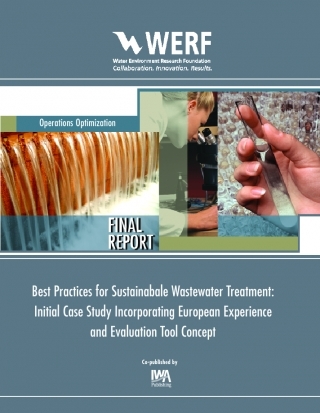 WERF
Water Environment Research Foundation
Collaboration. Innovation. Results.
Operations Optimization
FINAL
REPORT
Best Practices for Sustainabale Wastewater Treatment:
Initial Case Study Incorporating European Experience
and Evaluation Tool Concept
Co-published by
IWA
Publishing